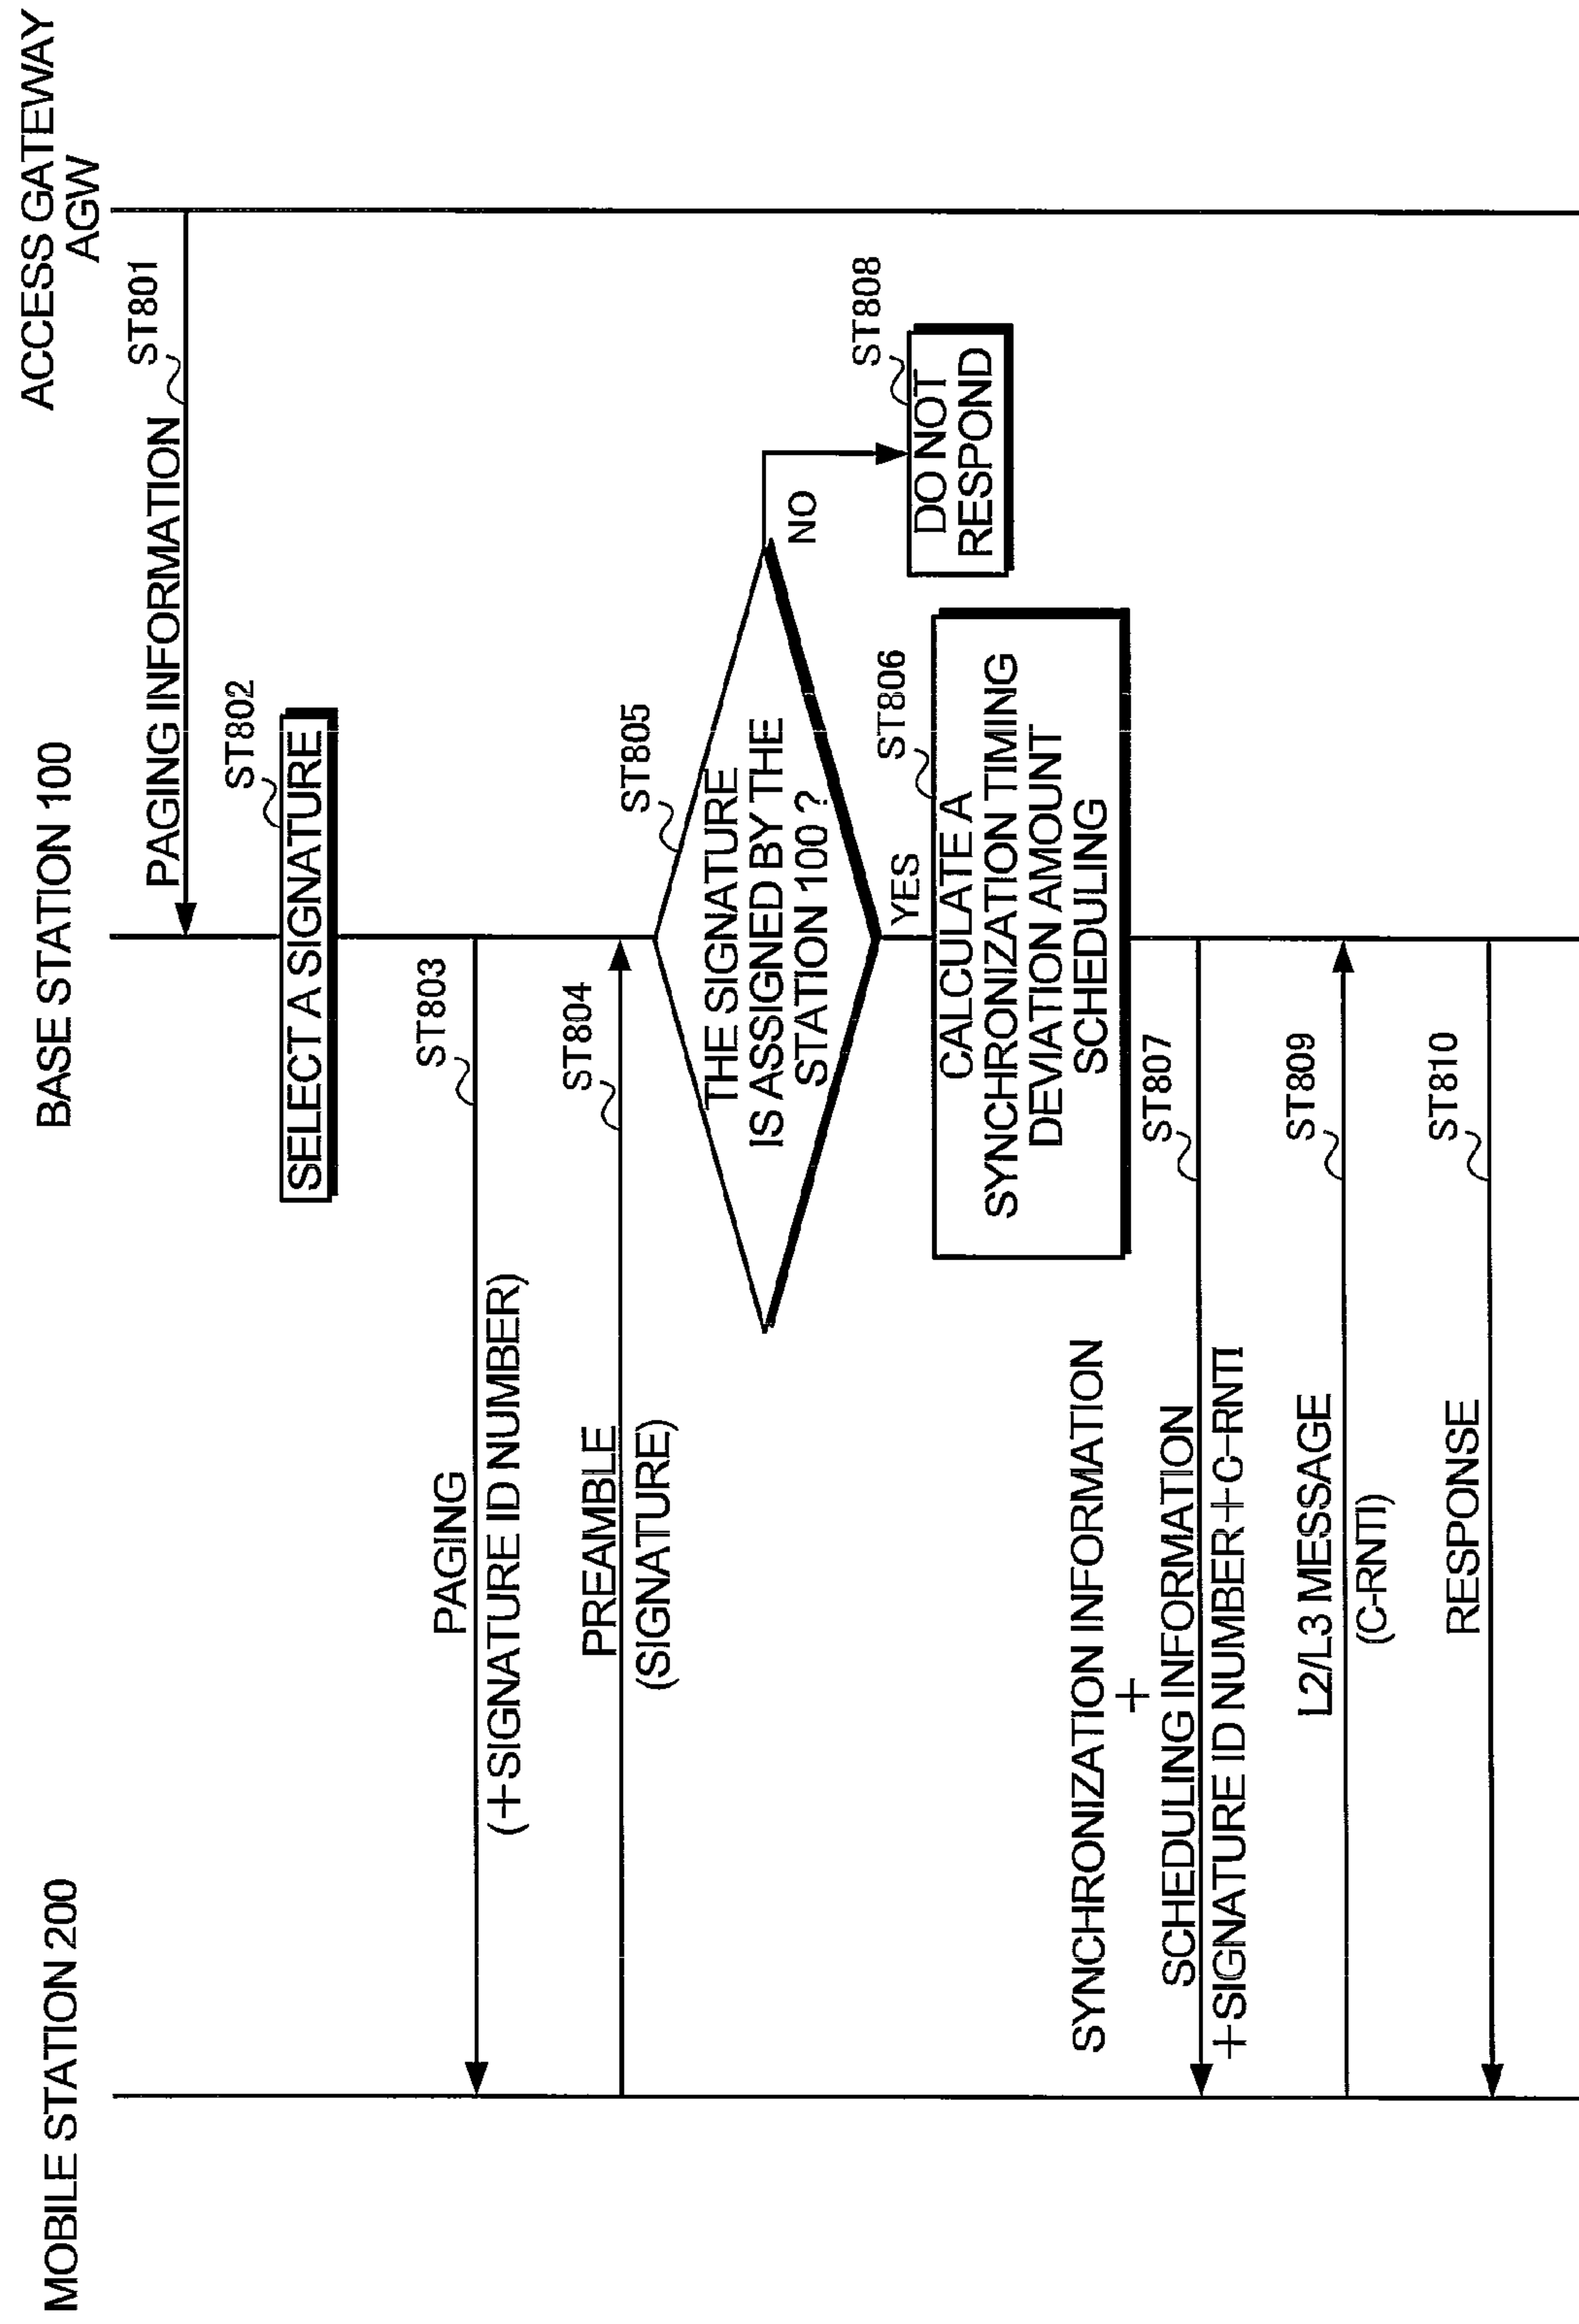 MOBILE STATION 200
BASE STATION 100
ACCESS GATEWAY
AGW
PAGING INFORMATION
ST801
ST802
SELECT A SIGNATURE
ST803
PAGING
(+SIGNATURE ID NUMBER)
ST804
PREAMBLE
(SIGNATURE)
ST805
THE SIGNATURE
IS ASSIGNED BY THE
STATION 100 ?
NO
ST808
DO NOT
RESPOND
YES
ST806
CALCULATE A
SYNCHRONIZATION TIMING
DEVIATION AMOUNT
SCHEDULING
ST807
SYNCHRONIZATION INFORMATION
+
SCHEDULING INFORMATION
+SIGNATURE ID NUMBER+C-RNTI
ST809
L2/L3 MESSAGE
(C-RNTI)
ST810
RESPONSE